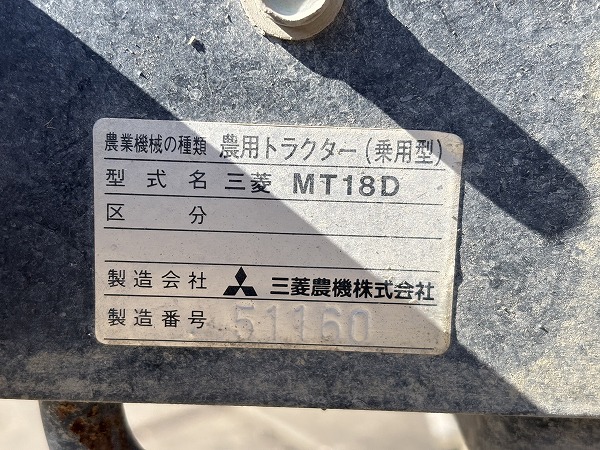 農業機械の種類 農用トラクター(乗用型)
型式名 三菱 MT18D
区分
製造会社 三菱農機株式会社
製造番号 51160